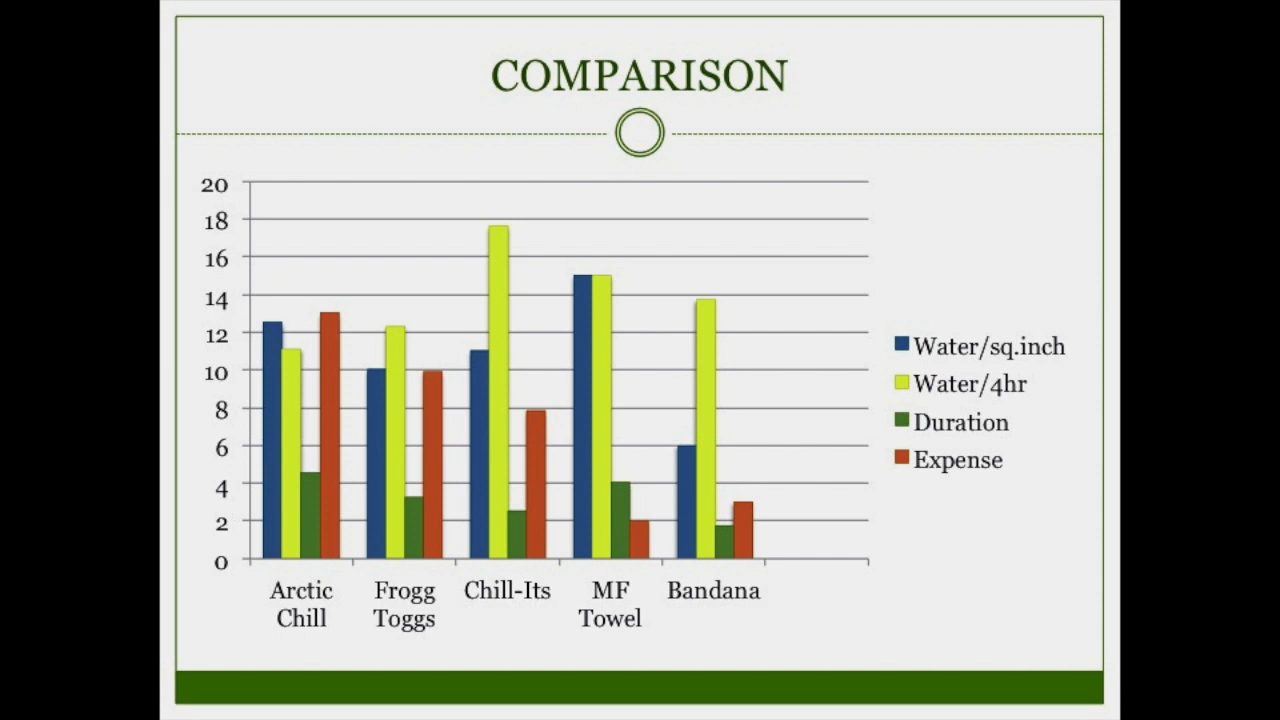 COMPARISON
20
18
16
14
12
10
8
6
4
2
0
Arctic
Chill
Frogg
Toggs
Chill-Its
MF
Towel
Bandana
Water/sq.inch
Water/4hr
Duration
Expense